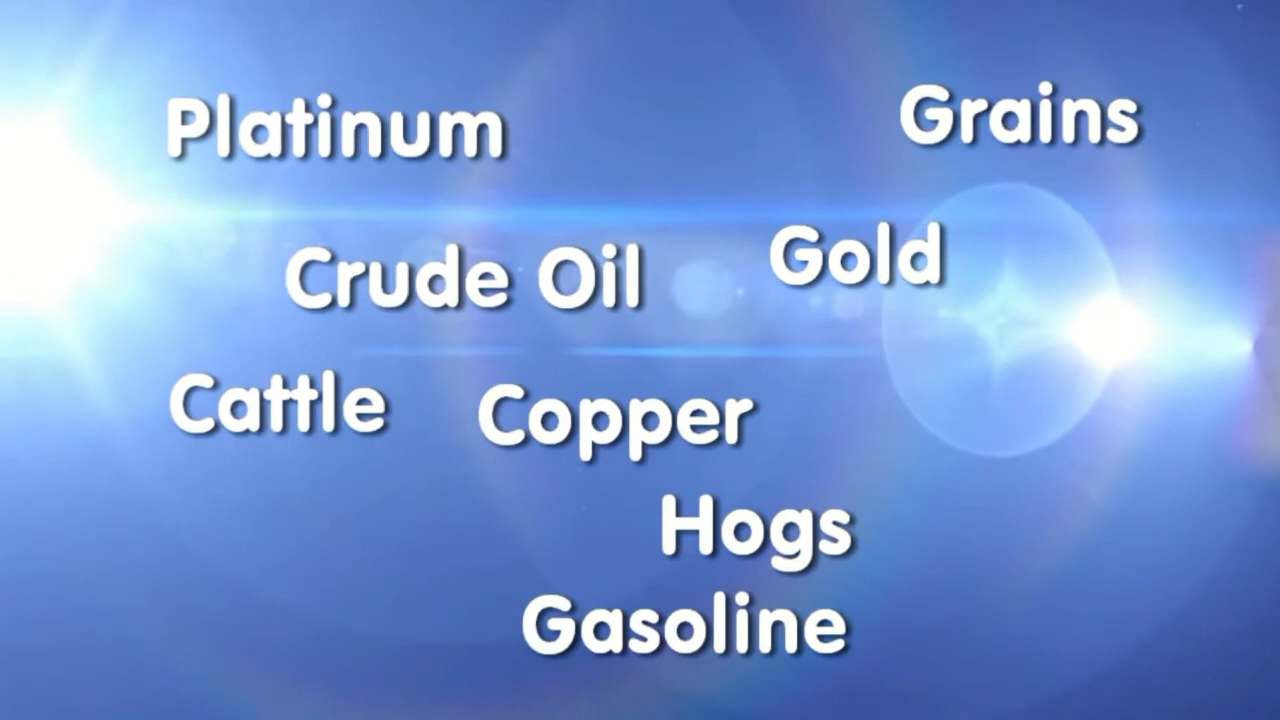 Platinum
Grains
Crude Oil
Gold
Cattle
Copper
Hogs
Gasoline